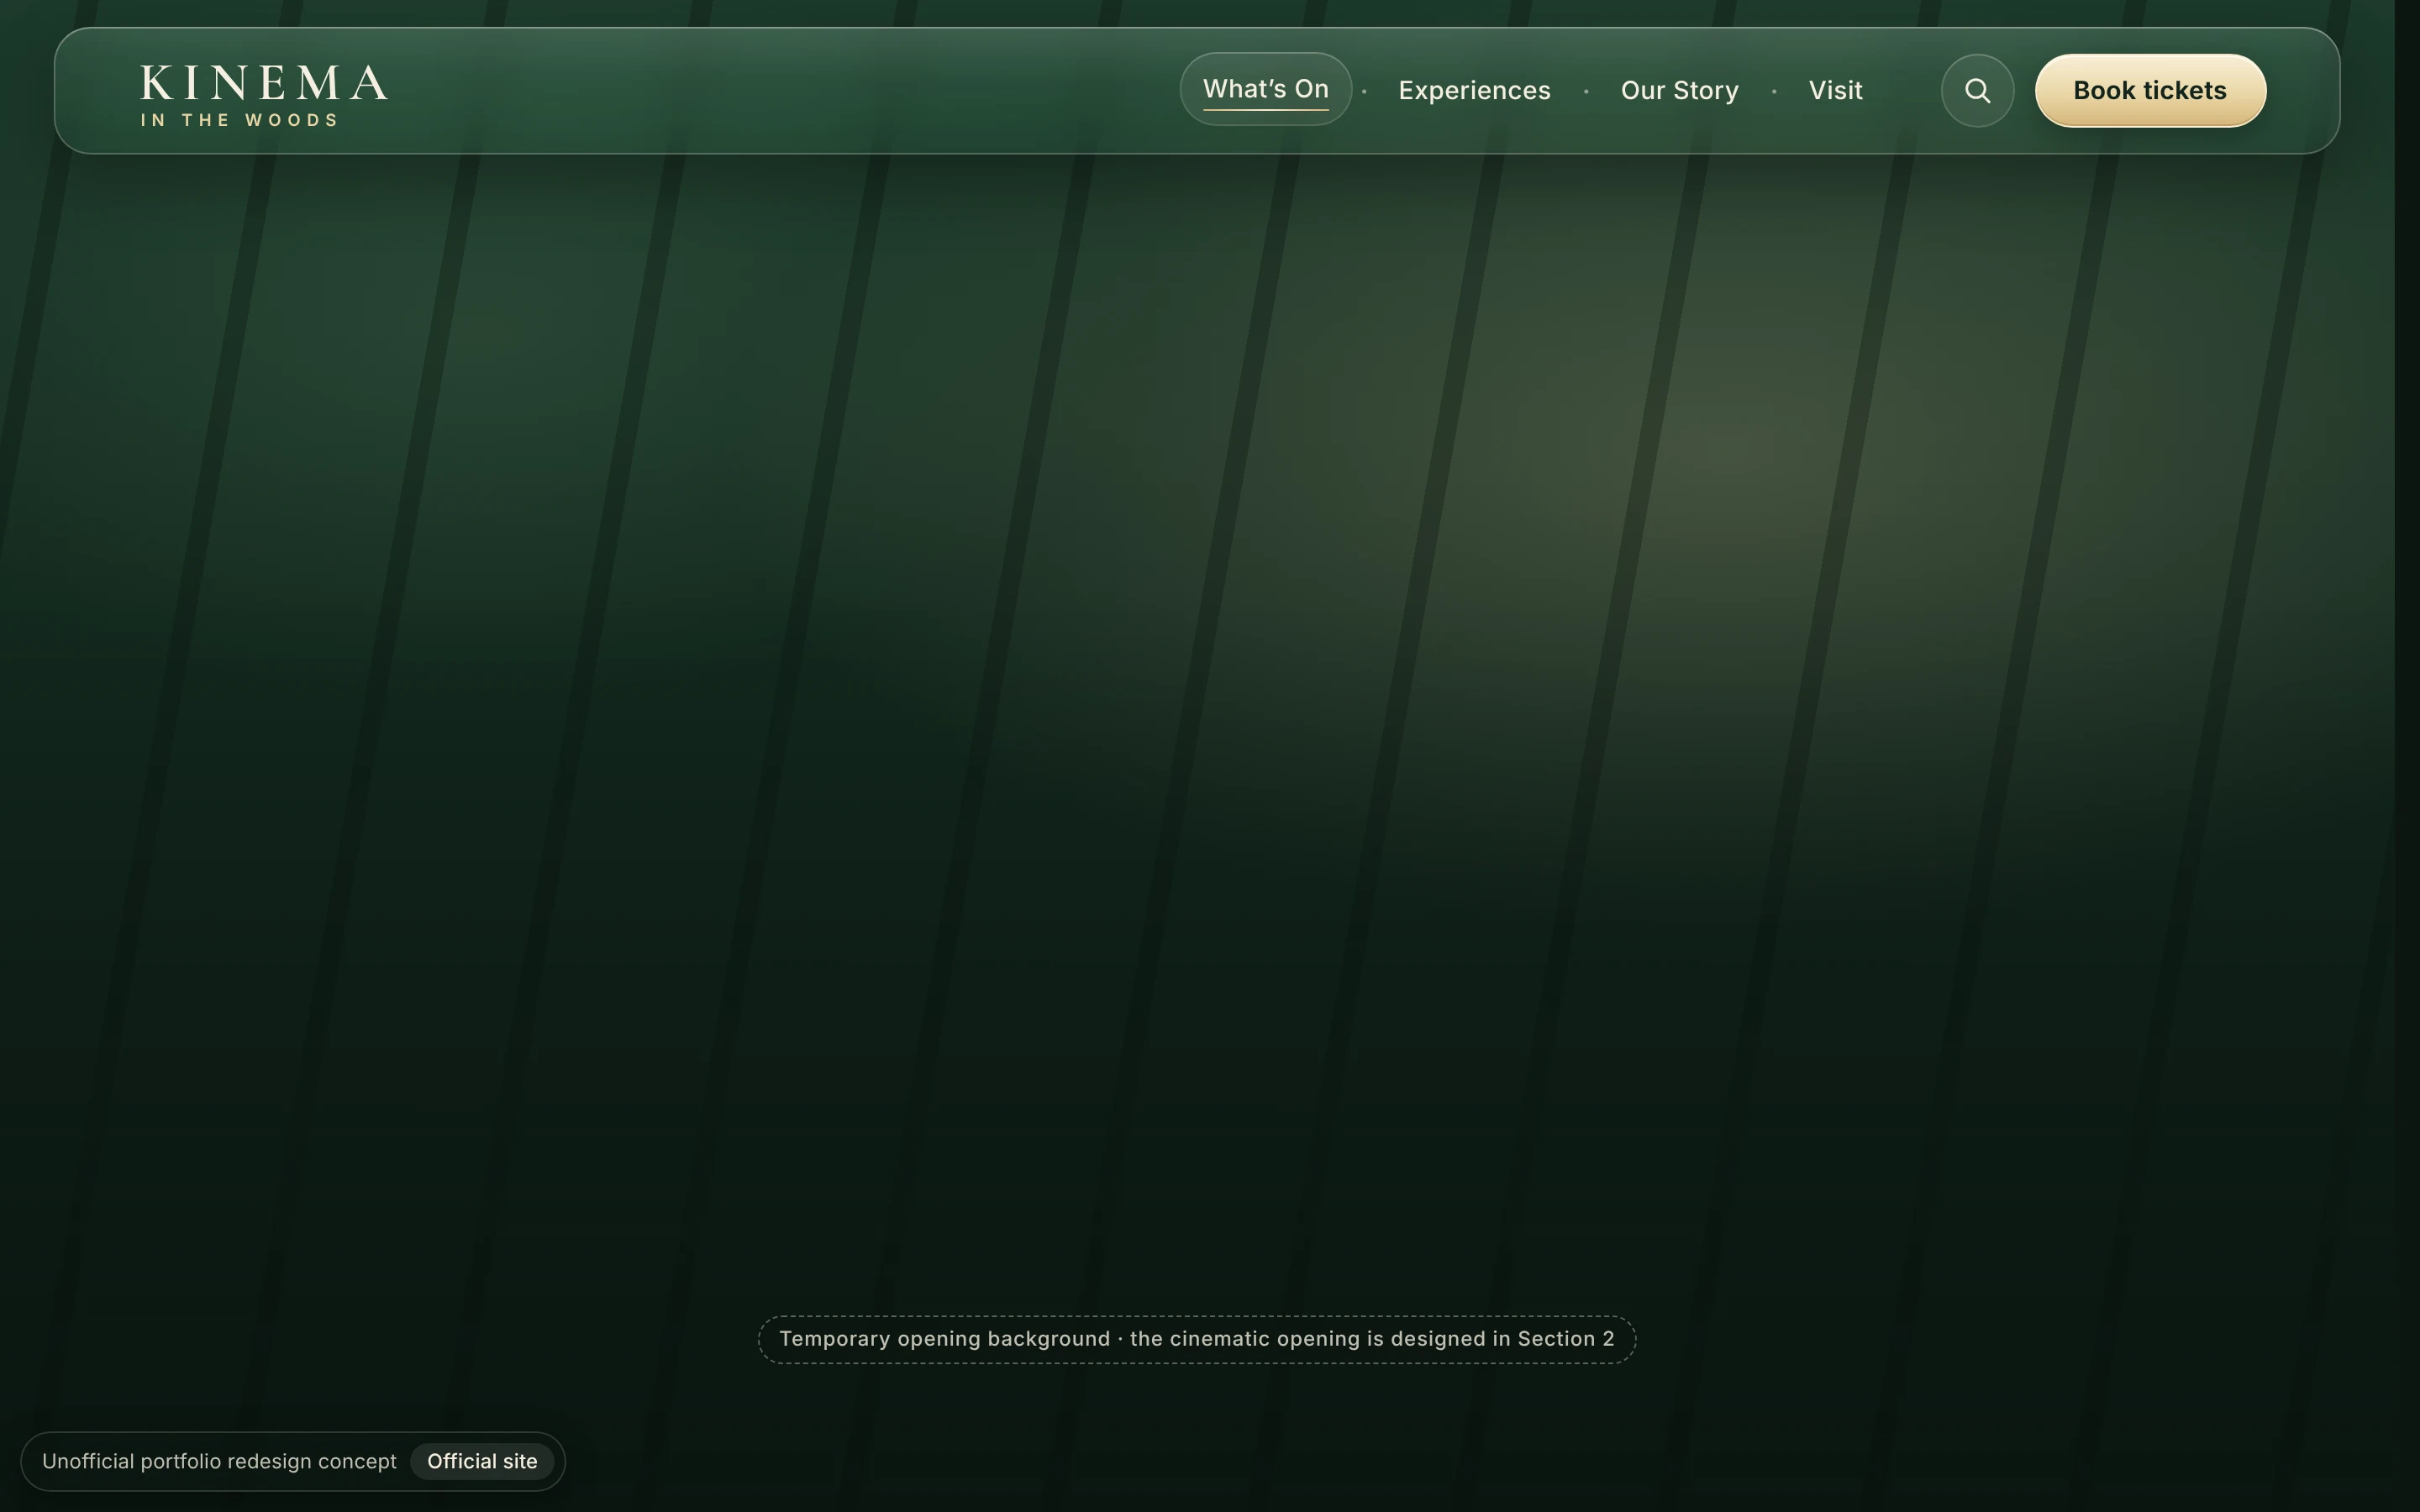 KINEMA
IN THE WOODS
What’s On · Experiences · Our Story · Visit
Book tickets
Temporary opening background · the cinematic opening is designed in Section 2
Unofficial portfolio redesign concept Official site